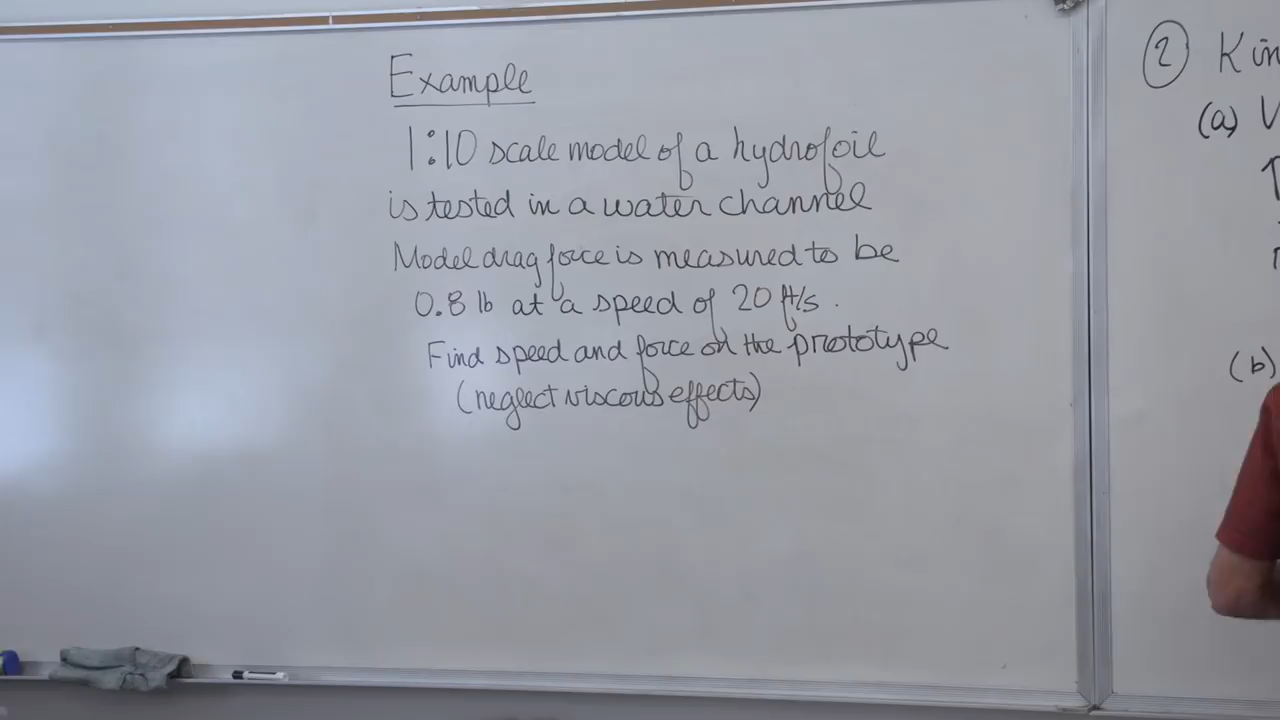 Example
1:10 scale model of a hydrofoil
is tested in a water channel
Model drag force is measured to be
0.8 lb at a speed of 20 ft/s.
Find speed and force on the prototype
(neglect viscous effects)
② Kin
(a) V
(b)